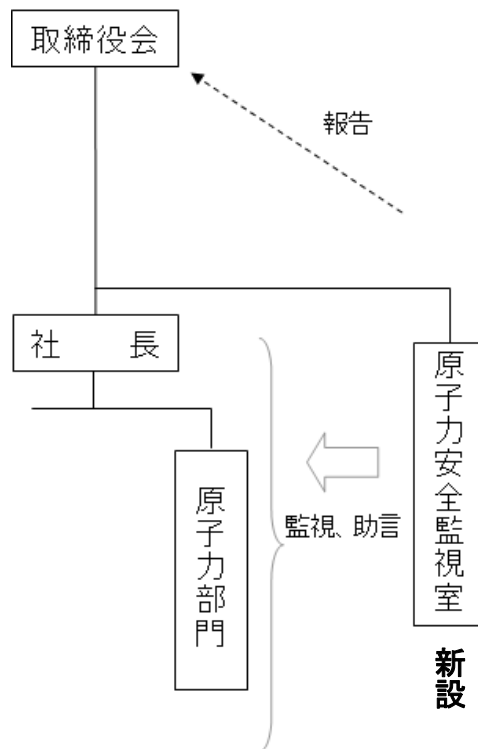 取締役会
報告
社　　長
原子力安全監視室
原子力部門
監視、助言
新設